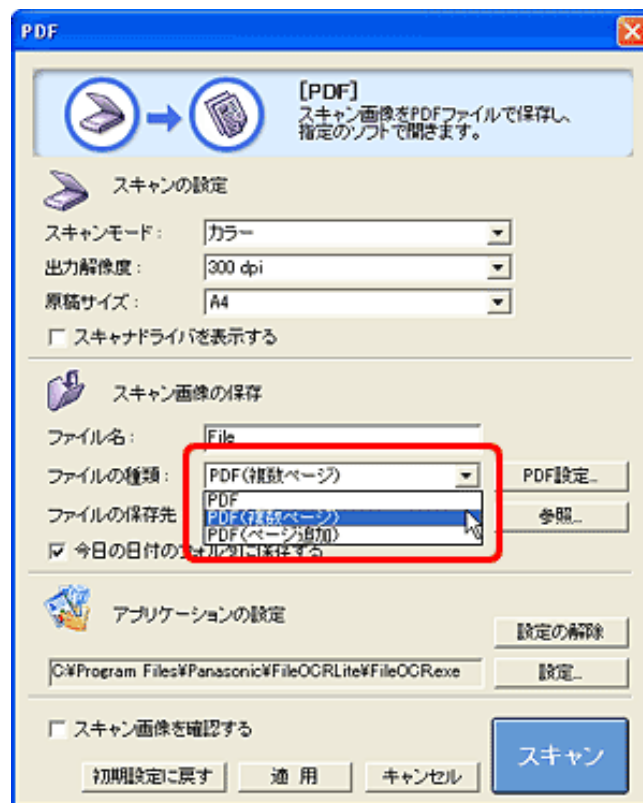 PDF
[PDF]
スキャン画像をPDFファイルで保存し、
指定のソフトで開きます。
スキャンの設定
スキャンモード：
カラー
出力解像度：
300 dpi
原稿サイズ：
A4
スキャナドライバを表示する
スキャン画像の保存
ファイル名：
File
ファイルの種類：
PDF(複数ページ)
PDF設定...
PDF
PDF(複数ページ)
PDF(ページ追加)
ファイルの保存先
参照...
今日の日付のフォルダに保存する
アプリケーションの設定
設定の解除
C:¥Program Files¥Panasonic¥FileOCRLite¥FileOCR.exe
設定...
スキャン画像を確認する
初期設定に戻す
適用
キャンセル
スキャン